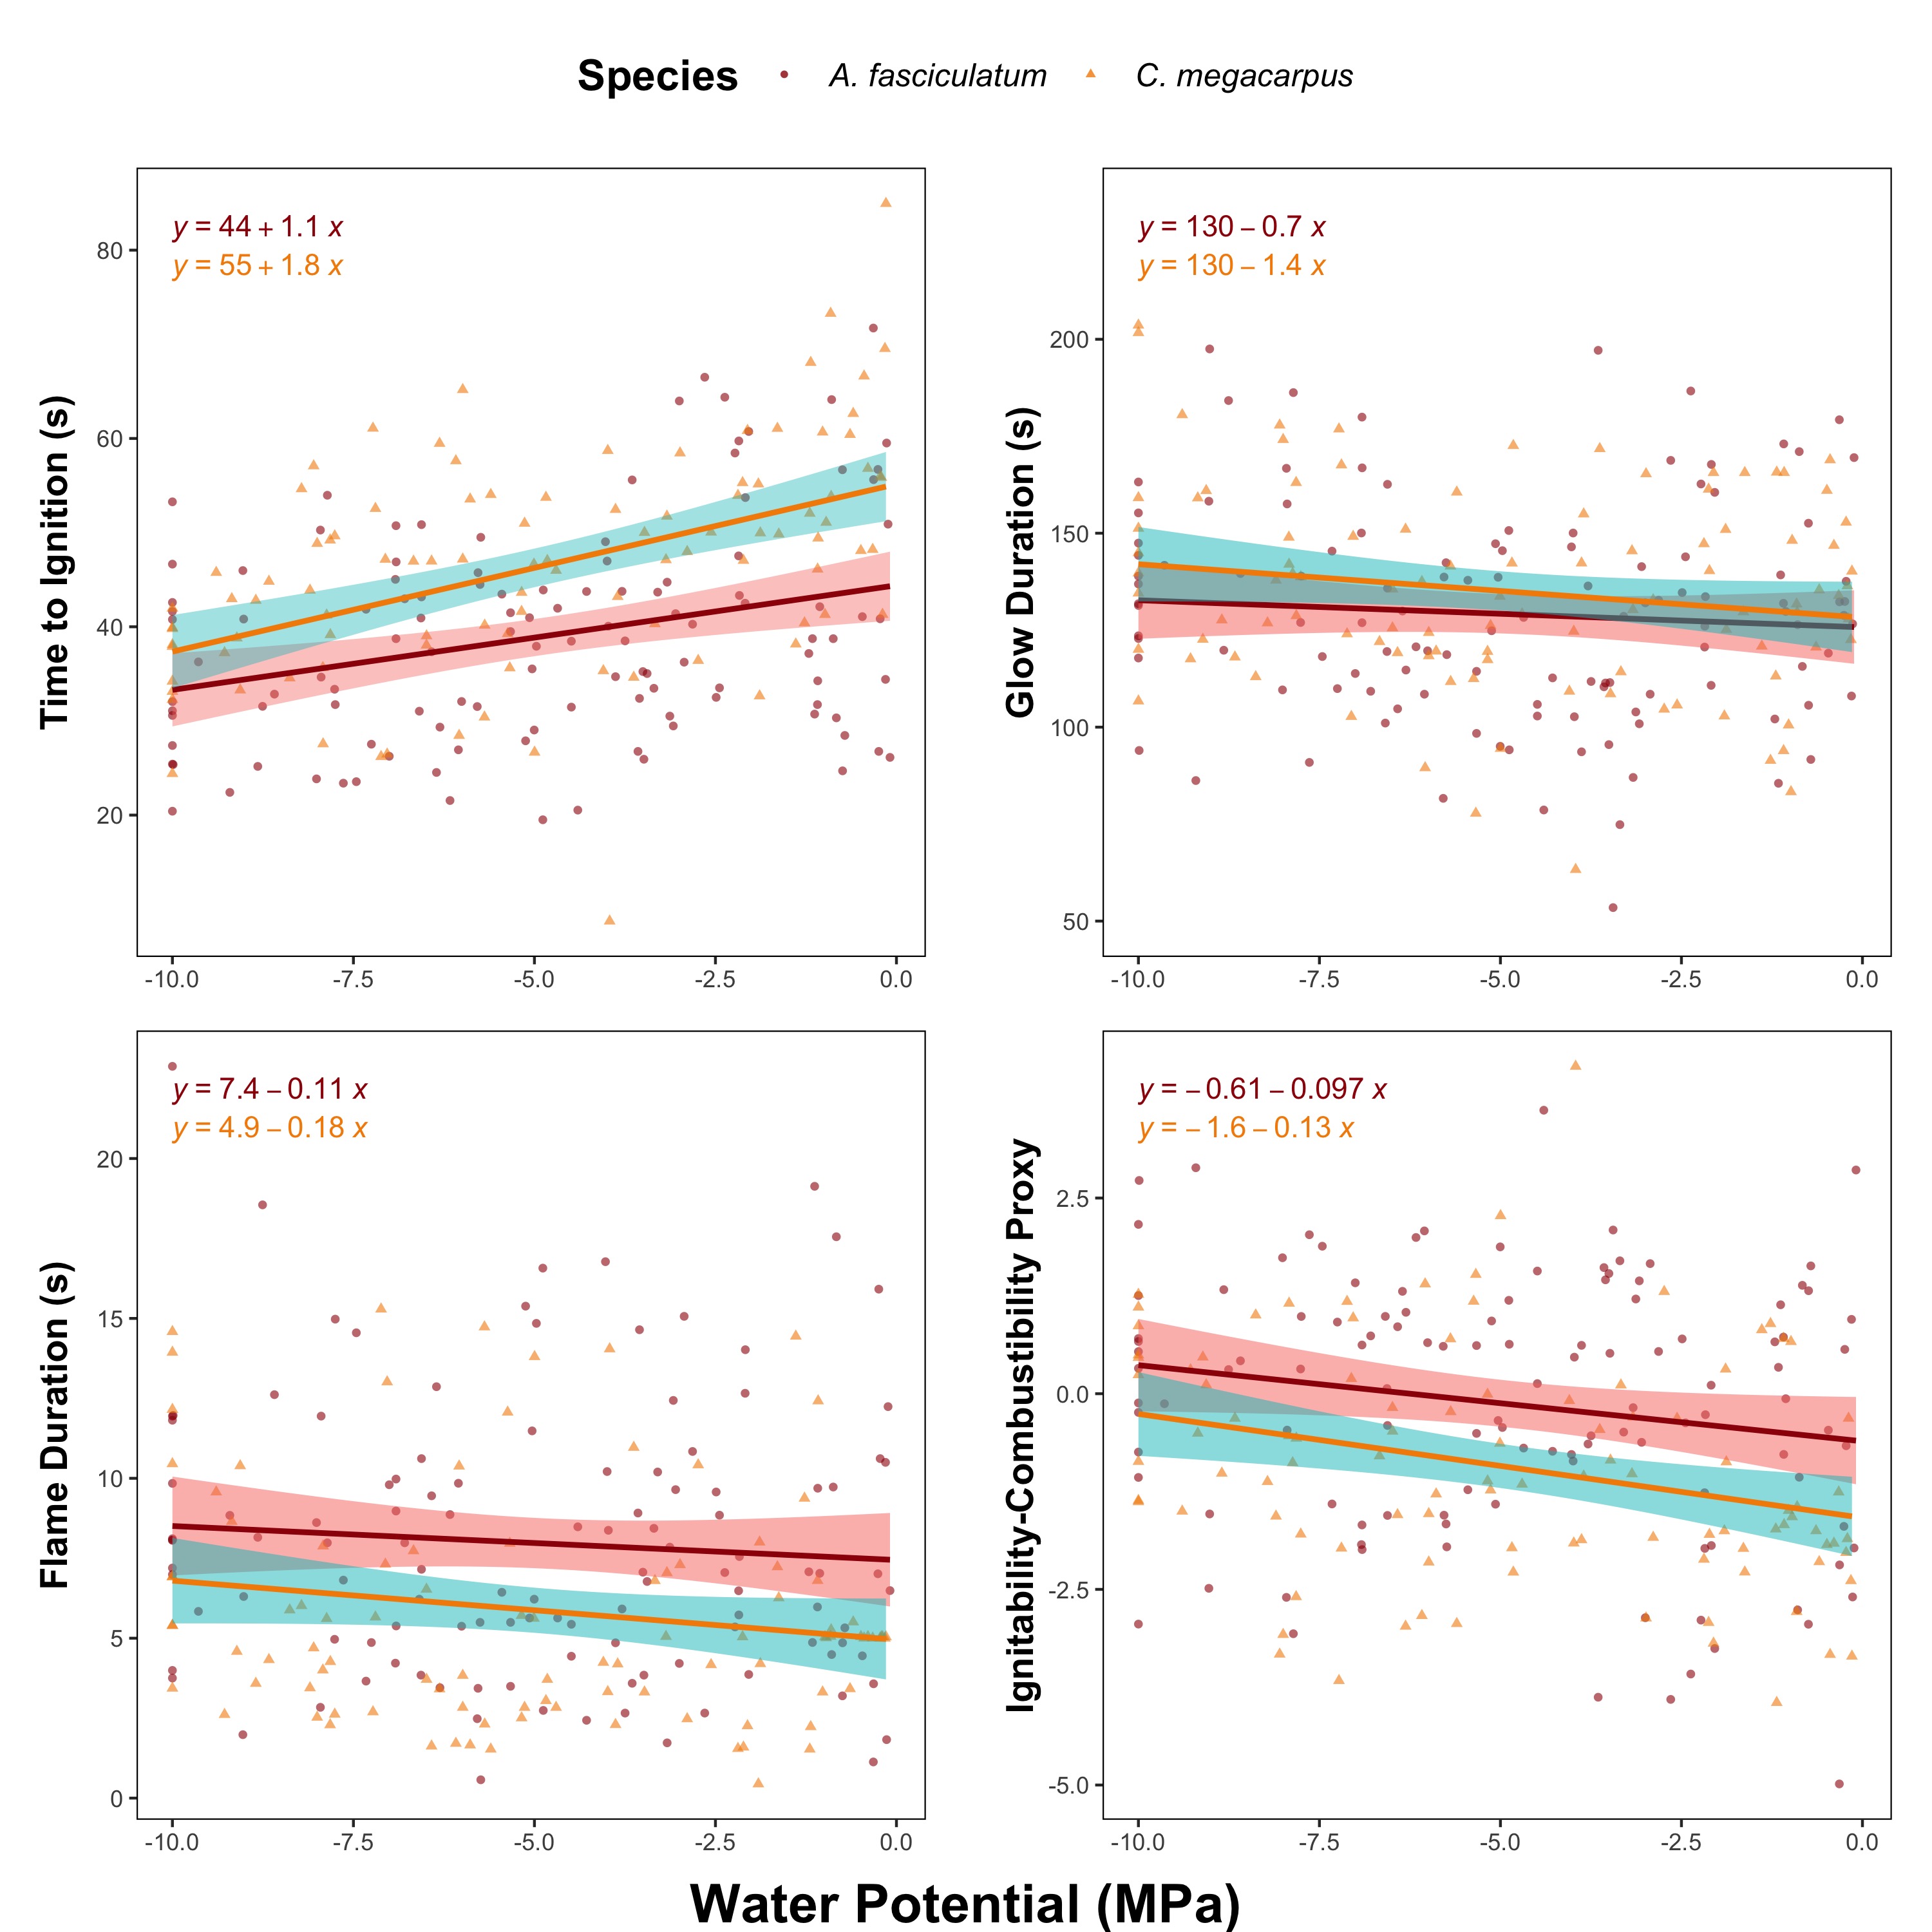 Species A. fasciculatum C. megacarpus
y = 44 + 1.1 x
y = 55 + 1.8 x
80
60
40
20
Time to Ignition (s)
-10.0 -7.5 -5.0 -2.5 0.0
y = 130 – 0.7 x
y = 130 – 1.4 x
200
150
100
50
Glow Duration (s)
-10.0 -7.5 -5.0 -2.5 0.0
y = 7.4 – 0.11 x
y = 4.9 – 0.18 x
20
15
10
5
0
Flame Duration (s)
-10.0 -7.5 -5.0 -2.5 0.0
y = – 0.61 – 0.097 x
y = – 1.6 – 0.13 x
2.5
0.0
-2.5
-5.0
Ignitability-Combustibility Proxy
-10.0 -7.5 -5.0 -2.5 0.0
Water Potential (MPa)